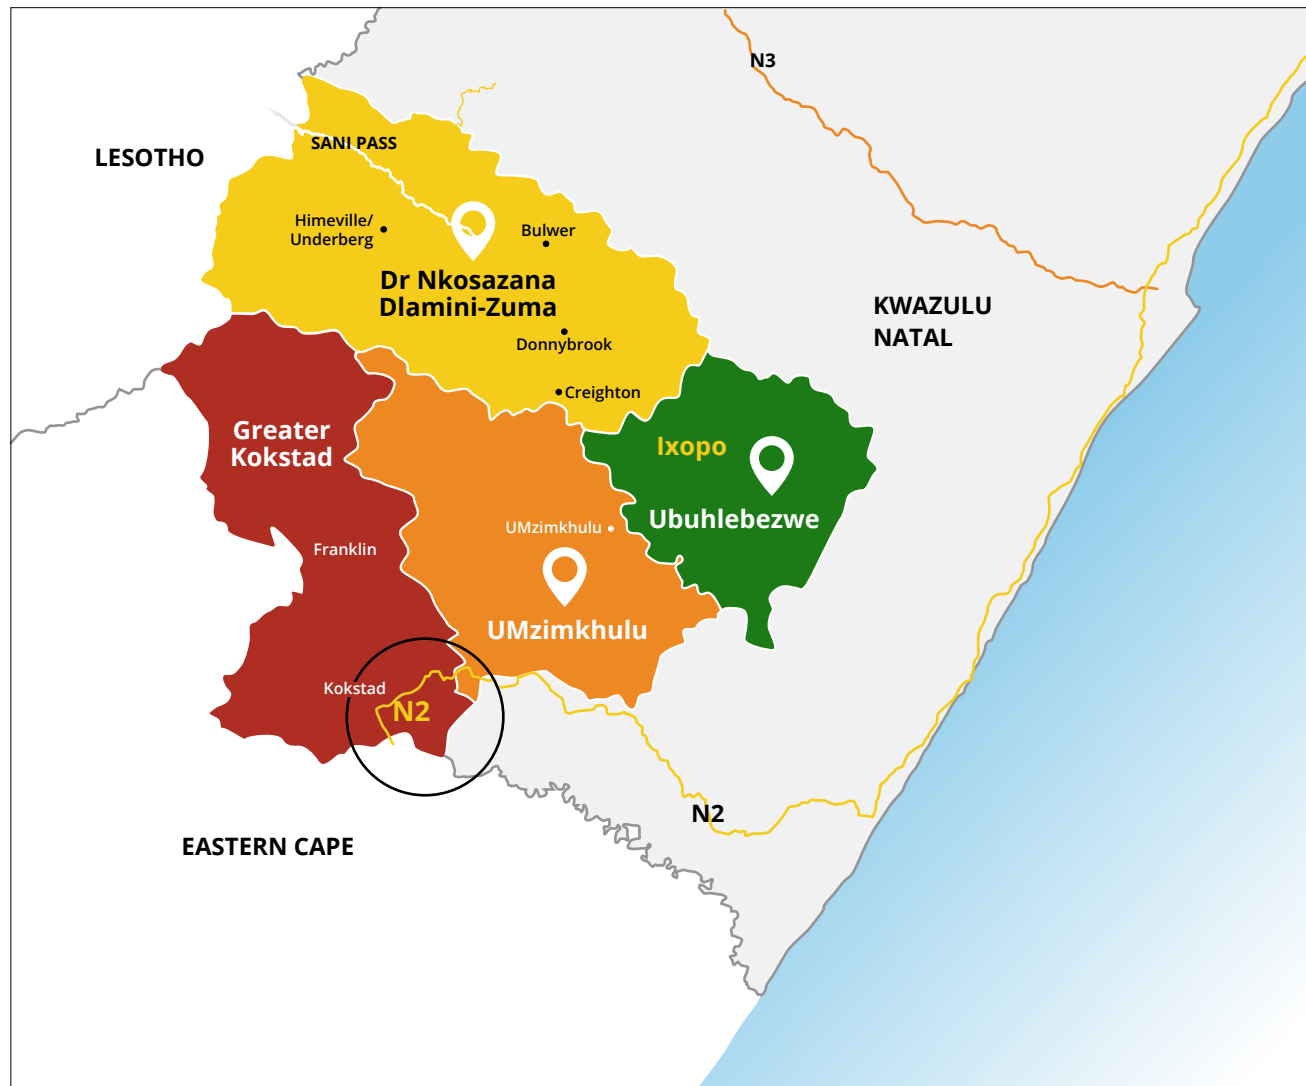 N3
SANI PASS
LESOTHO
Himeville/
Underberg
Bulwer
Dr Nkosazana
Dlamini-Zuma
KWAZULU
NATAL
Donnybrook
Creighton
Greater
Kokstad
Ixopo
Ubuhlebezwe
UMzimkhulu
Franklin
UMzimkhulu
Kokstad
N2
N2
EASTERN CAPE